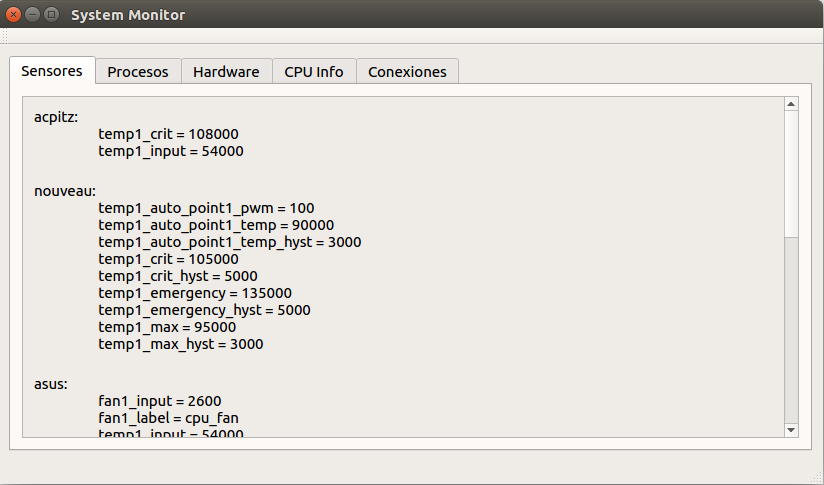 System Monitor
Sensores Procesos Hardware CPU Info Conexiones
acpitz:
temp1_crit = 108000
temp1_input = 54000
nouveau:
temp1_auto_point1_pwm = 100
temp1_auto_point1_temp = 90000
temp1_auto_point1_temp_hyst = 3000
temp1_crit = 105000
temp1_crit_hyst = 5000
temp1_emergency = 135000
temp1_emergency_hyst = 5000
temp1_max = 95000
temp1_max_hyst = 3000
asus:
fan1_input = 2600
fan1_label = cpu_fan
temp1_input = 54000